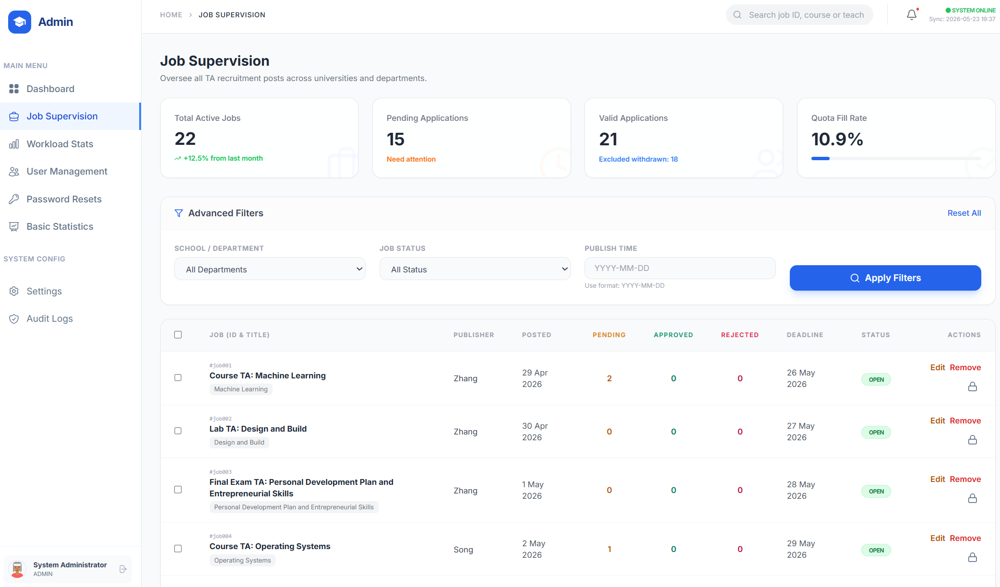 Admin
MAIN MENU
Dashboard
Job Supervision
Workload Stats
User Management
Password Resets
Basic Statistics
SYSTEM CONFIG
Settings
Audit Logs
System Administrator
ADMIN
HOME > JOB SUPERVISION
Search job ID, course or teach
SYSTEM ONLINE
Sync: 2026-05-23 19:37
Job Supervision
Oversee all TA recruitment posts across universities and departments.
Total Active Jobs
22
+12.5% from last month
Pending Applications
15
Need attention
Valid Applications
21
Excluded withdrawn: 18
Quota Fill Rate
10.9%
Advanced Filters
Reset All
SCHOOL / DEPARTMENT
All Departments
JOB STATUS
All Status
PUBLISH TIME
YYYY-MM-DD
Use format: YYYY-MM-DD
Apply Filters
JOB (ID & TITLE) PUBLISHER POSTED PENDING APPROVED REJECTED DEADLINE STATUS ACTIONS
#job001
Course TA: Machine Learning
Machine Learning
Zhang
29 Apr
2026
2
0
0
26 May
2026
OPEN
Edit Remove
#job002
Lab TA: Design and Build
Design and Build
Zhang
30 Apr
2026
0
0
0
27 May
2026
OPEN
Edit Remove
#job003
Final Exam TA: Personal Development Plan and
Entrepreneurial Skills
Personal Development Plan and Entrepreneurial Skills
Zhang
1 May
2026
0
0
0
28 May
2026
OPEN
Edit Remove
#job004
Course TA: Operating Systems
Operating Systems
Song
2 May
2026
1
0
0
29 May
2026
OPEN
Edit Remove